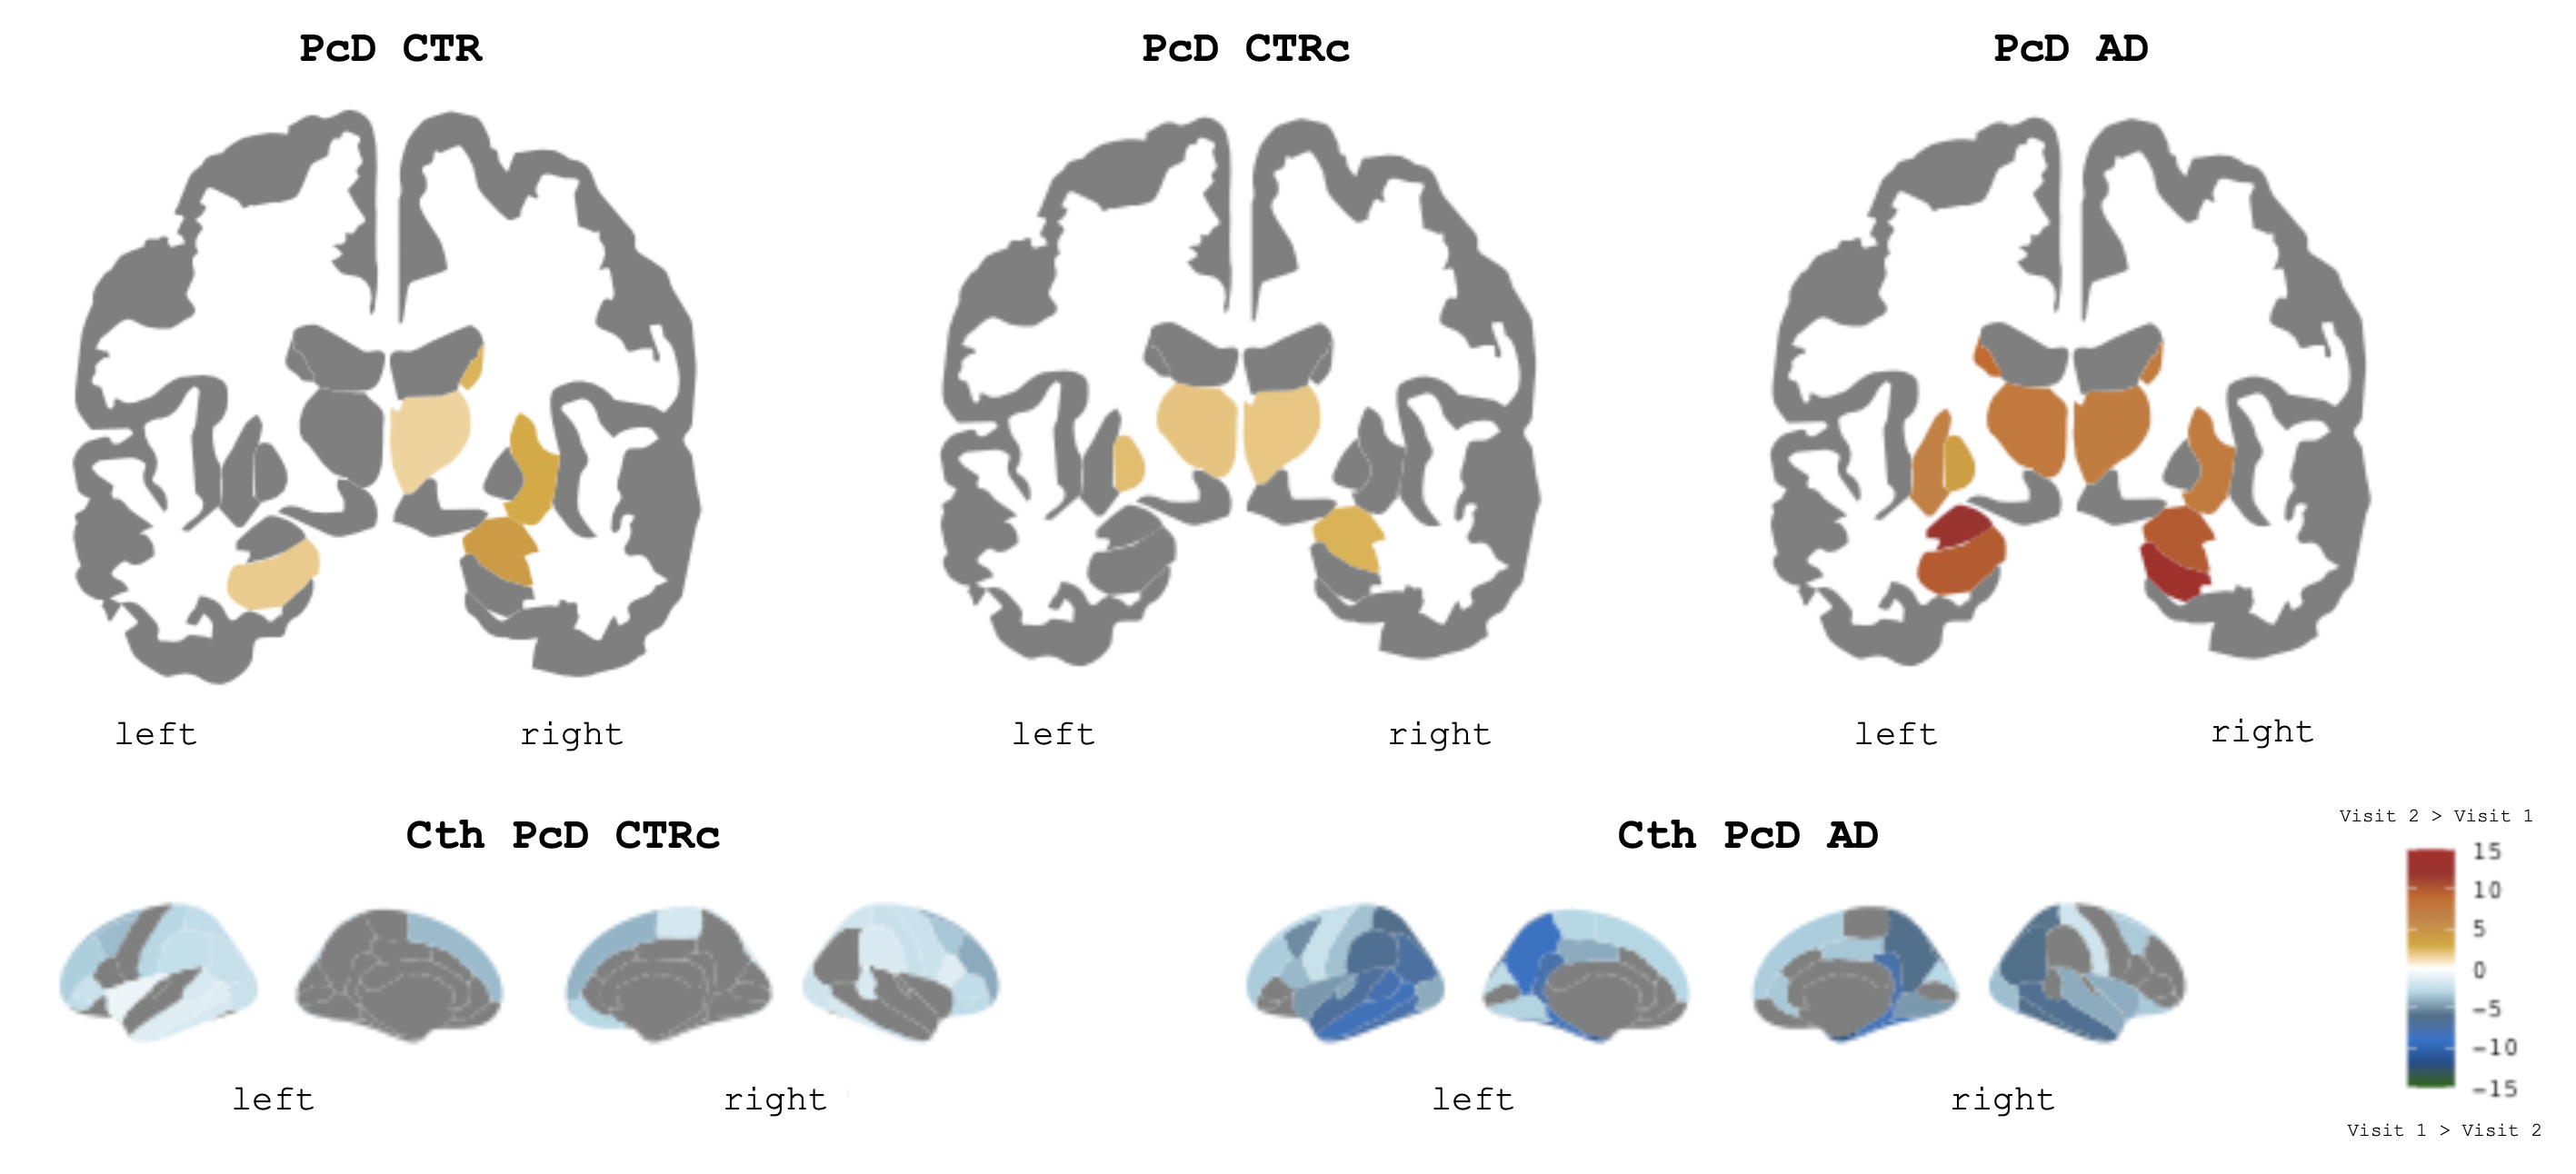 PcD CTR
PcD CTRc
PcD AD
left
right
left
right
left
right
Cth PcD CTRc
Cth PcD AD
left
right
left
right
Visit 2 > Visit 1
15
10
5
0
-5
-10
-15
Visit 1 > Visit 2